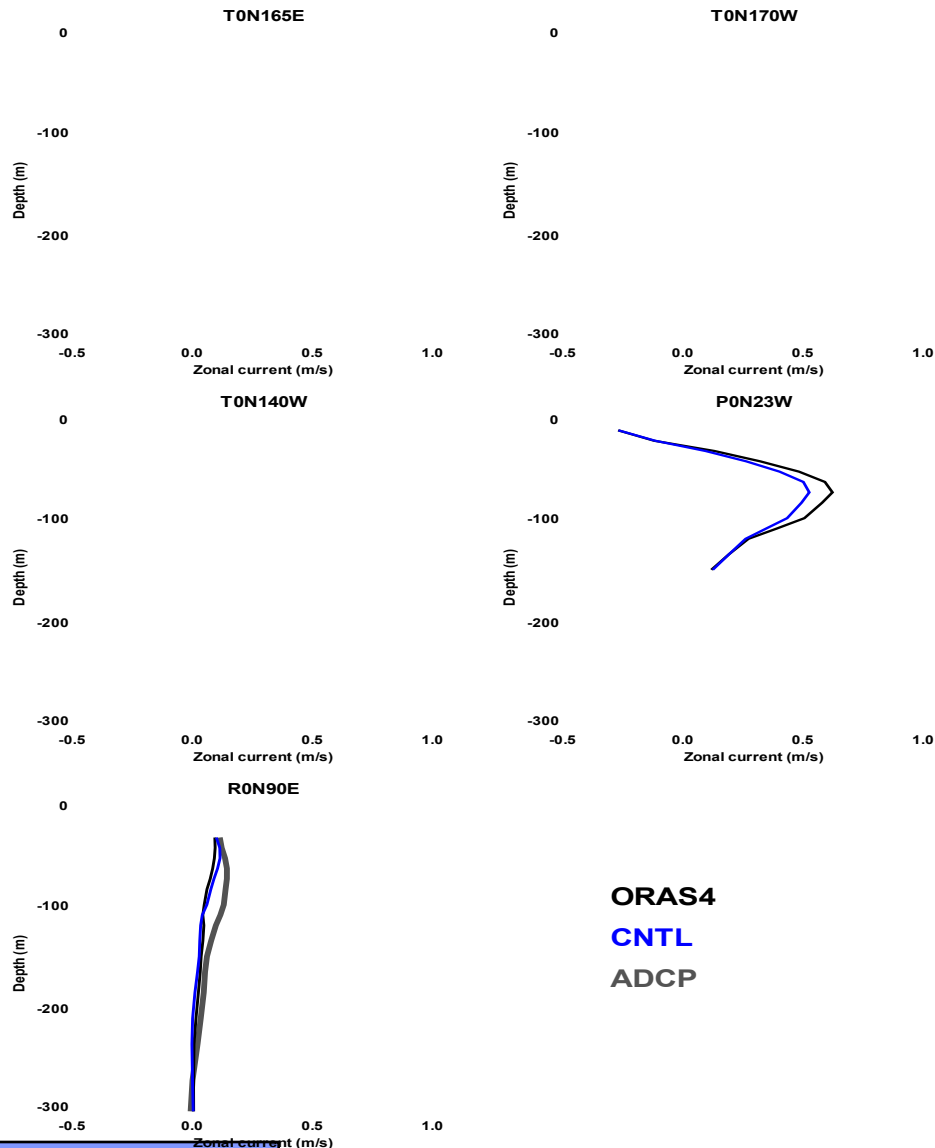 T0N165E
0
-100
-200
-300
Depth (m)
-0.5 0.0 0.5 1.0
Zonal current (m/s)
T0N170W
0
-100
-200
-300
Depth (m)
-0.5 0.0 0.5 1.0
Zonal current (m/s)
T0N140W
0
-100
-200
-300
Depth (m)
-0.5 0.0 0.5 1.0
Zonal current (m/s)
P0N23W
0
-100
-200
-300
Depth (m)
-0.5 0.0 0.5 1.0
Zonal current (m/s)
R0N90E
0
-100
-200
-300
Depth (m)
-0.5 0.0 0.5 1.0
Zonal current (m/s)
ORAS4
CNTL
ADCP